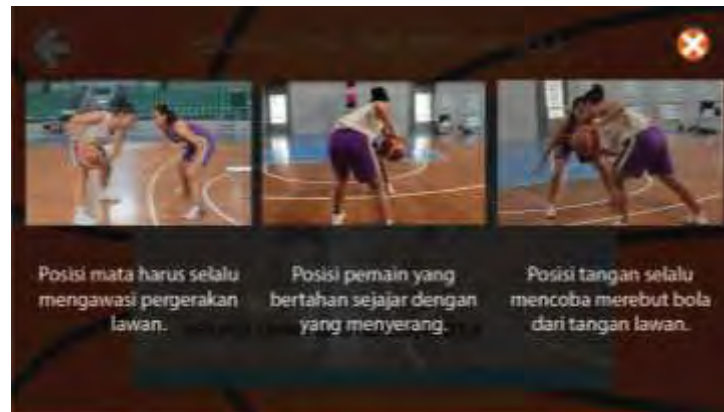 Posisi mata harus selalu
mengawasi pergerakan
lawan.
Posisi pemain yang
bertahan sejajar dengan
yang menyerang.
Posisi tangan selalu
mencoba merebut bola
dari tangan lawan.